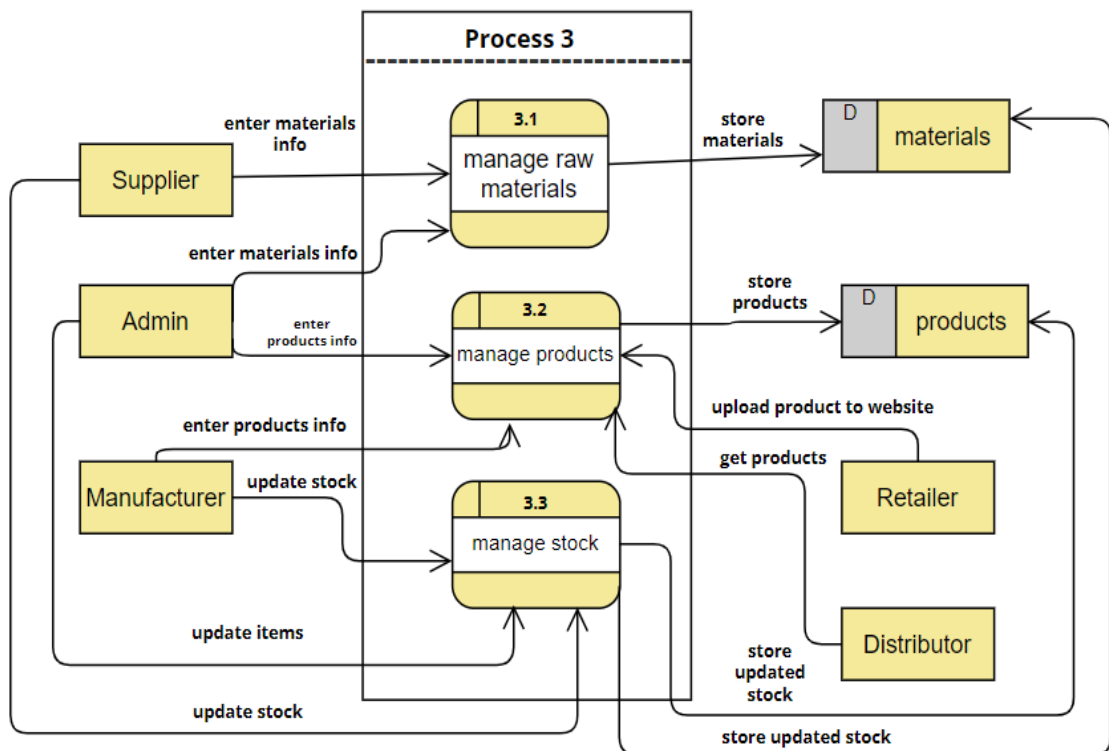 Process 3
3.1
manage raw
materials
enter materials
info
store
materials
D
materials
Supplier
enter materials info
Admin
enter
products info
3.2
manage products
store
products
D
products
enter products info
upload product to website
get products
Manufacturer
update stock
3.3
manage stock
Retailer
update items
Distributor
store
updated
stock
update stock
store updated stock